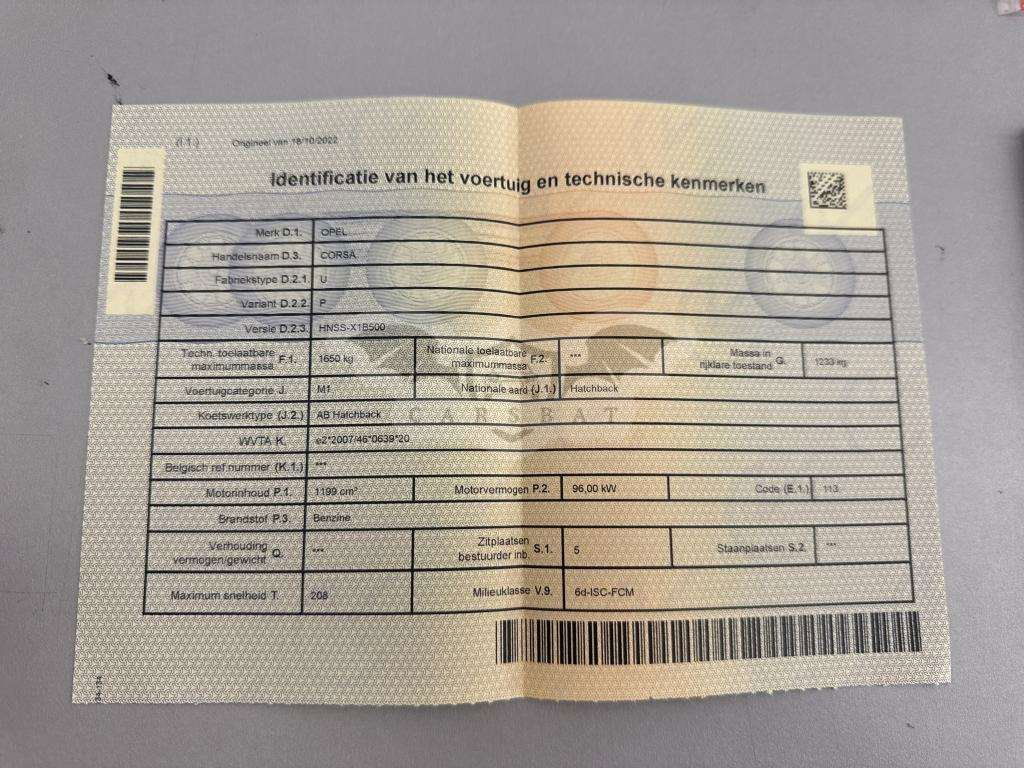 (I.1.) Origineel van 18/10/2022
Identificatie van het voertuig en technische kenmerken
Merk D.1. OPEL
Handelsnaam D.3. CORSA
Fabriekstype D.2.1. U
Variant D.2.2. P
Versie D.2.3. HNSS-X1B500
Techn. toelaatbare maximummassa F.1. 1650 kg Nationale toelaatbare maximummassa F.2. *** Massa in rijklare toestand G. 1233 kg
Voertuigcategorie J. M1 Nationale aard (J.1.) Hatchback
Koetswerktype (J.2.) AB Hatchback
CARSBAT
WVTA K. e2*2007/46*0639*20
Belgisch ref nummer (K.1.) ***
Motorinhoud P.1. 1199 cm³ Motorvermogen P.2. 96,00 kW Code (E.1.) 113
Brandstof P.3. Benzine
Verhouding vermogen/gewicht Q. *** Zitplaatsen bestuurder inb. S.1. 5 Staanplaatsen S.2. ***
Maximum snelheid T. 208 Milieuklasse V.9. 6d-ISC-FCM